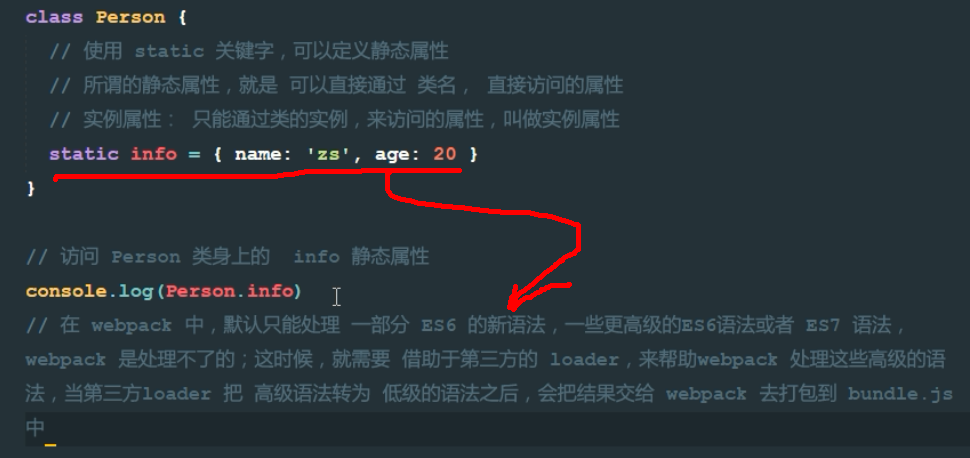 class Person {
// 使用 static 关键字，可以定义静态属性
// 所谓的静态属性，就是 可以直接通过 类名， 直接访问的属性
// 实例属性： 只能通过类的实例，来访问的属性，叫做实例属性
static info = { name: 'zs', age: 20 }
}
// 访问 Person 类身上的 info 静态属性
console.log(Person.info)
// 在 webpack 中，默认只能处理 一部分 ES6 的新语法，一些更高级的ES6语法或者 ES7 语法，
webpack 是处理不了的；这时候，就需要 借助于第三方的 loader，来帮助webpack 处理这些高级的语
法，当第三方loader 把 高级语法转为 低级的语法之后，会把结果交给 webpack 去打包到 bundle.js
中